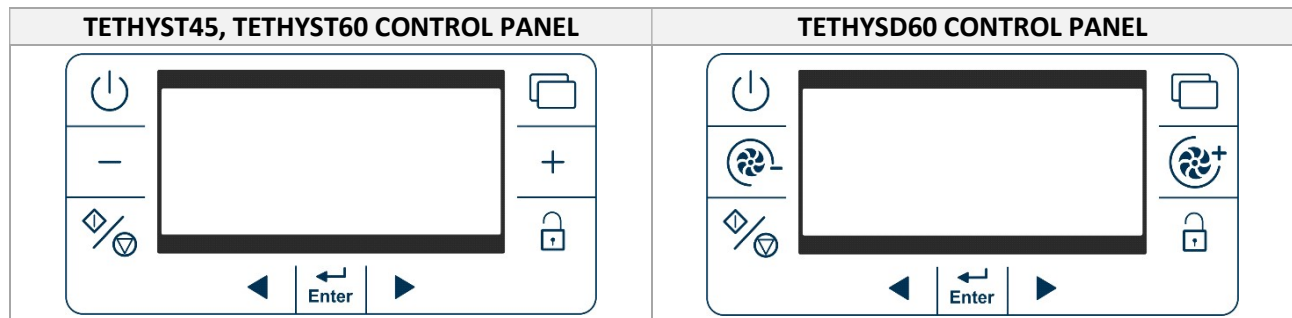 TETHYST45, TETHYST60 CONTROL PANEL
TETHYSD60 CONTROL PANEL
Enter
Enter